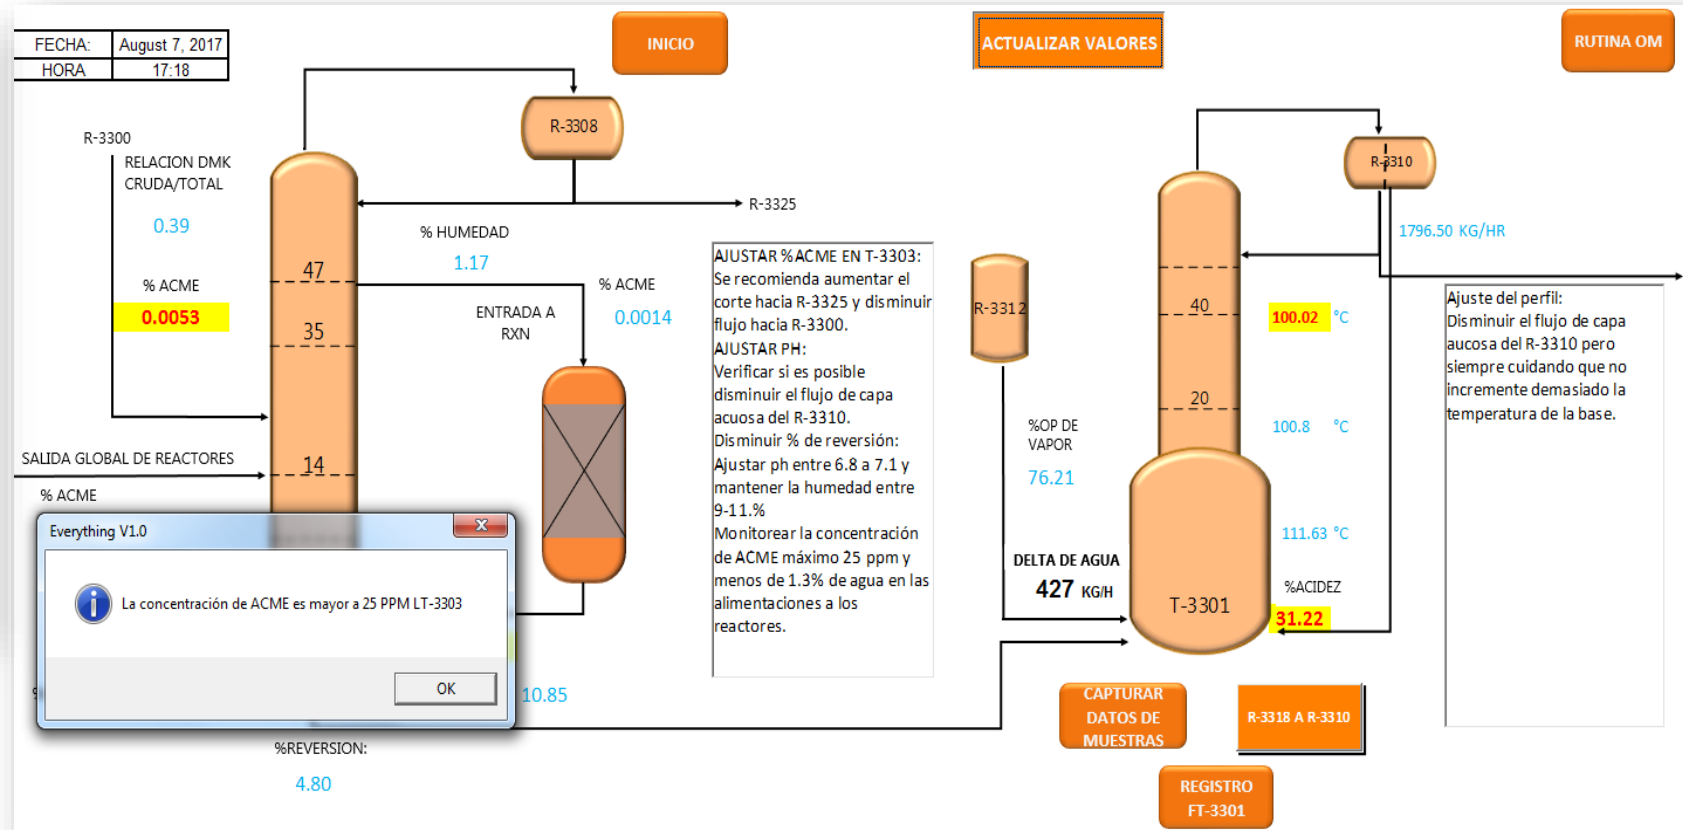 FECHA: August 7, 2017
HORA 17:18
INICIO
ACTUALIZAR VALORES
RUTINA OM
R-3308
R-3300
RELACION DMK
CRUDA/TOTAL
0.39
% ACME
0.0053
R-3325
% HUMEDAD
1.17
47
35
14
ENTRADA A
RXN
% ACME
0.0014
SALIDA GLOBAL DE REACTORES
% ACME
Everything V1.0
La concentración de ACME es mayor a 25 PPM LT-3303
OK
10.85
%REVERSION:
4.80
AJUSTAR %ACME EN T-3303:
Se recomienda aumentar el
corte hacia R-3325 y disminuir
flujo hacia R-3300.
AJUSTAR PH:
Verificar si es posible
disminuir el flujo de capa
acuosa del R-3310.
Disminuir % de reversión:
Ajustar ph entre 6.8 a 7.1 y
mantener la humedad entre
9-11.%
Monitorear la concentración
de ACME máximo 25 ppm y
menos de 1.3% de agua en las
alimentaciones a los
reactores.
R-3312
%OP DE
VAPOR
76.21
DELTA DE AGUA
427 KG/H
R-3310
1796.50 KG/HR
40
100.02 °C
20
100.8 °C
111.63 °C
%ACIDEZ
31.22
T-3301
Ajuste del perfil:
Disminuir el flujo de capa
aucosa del R-3310 pero
siempre cuidando que no
incremente demasiado la
temperatura de la base.
CAPTURAR
DATOS DE
MUESTRAS
R-3318 A R-3310
REGISTRO
FT-3301